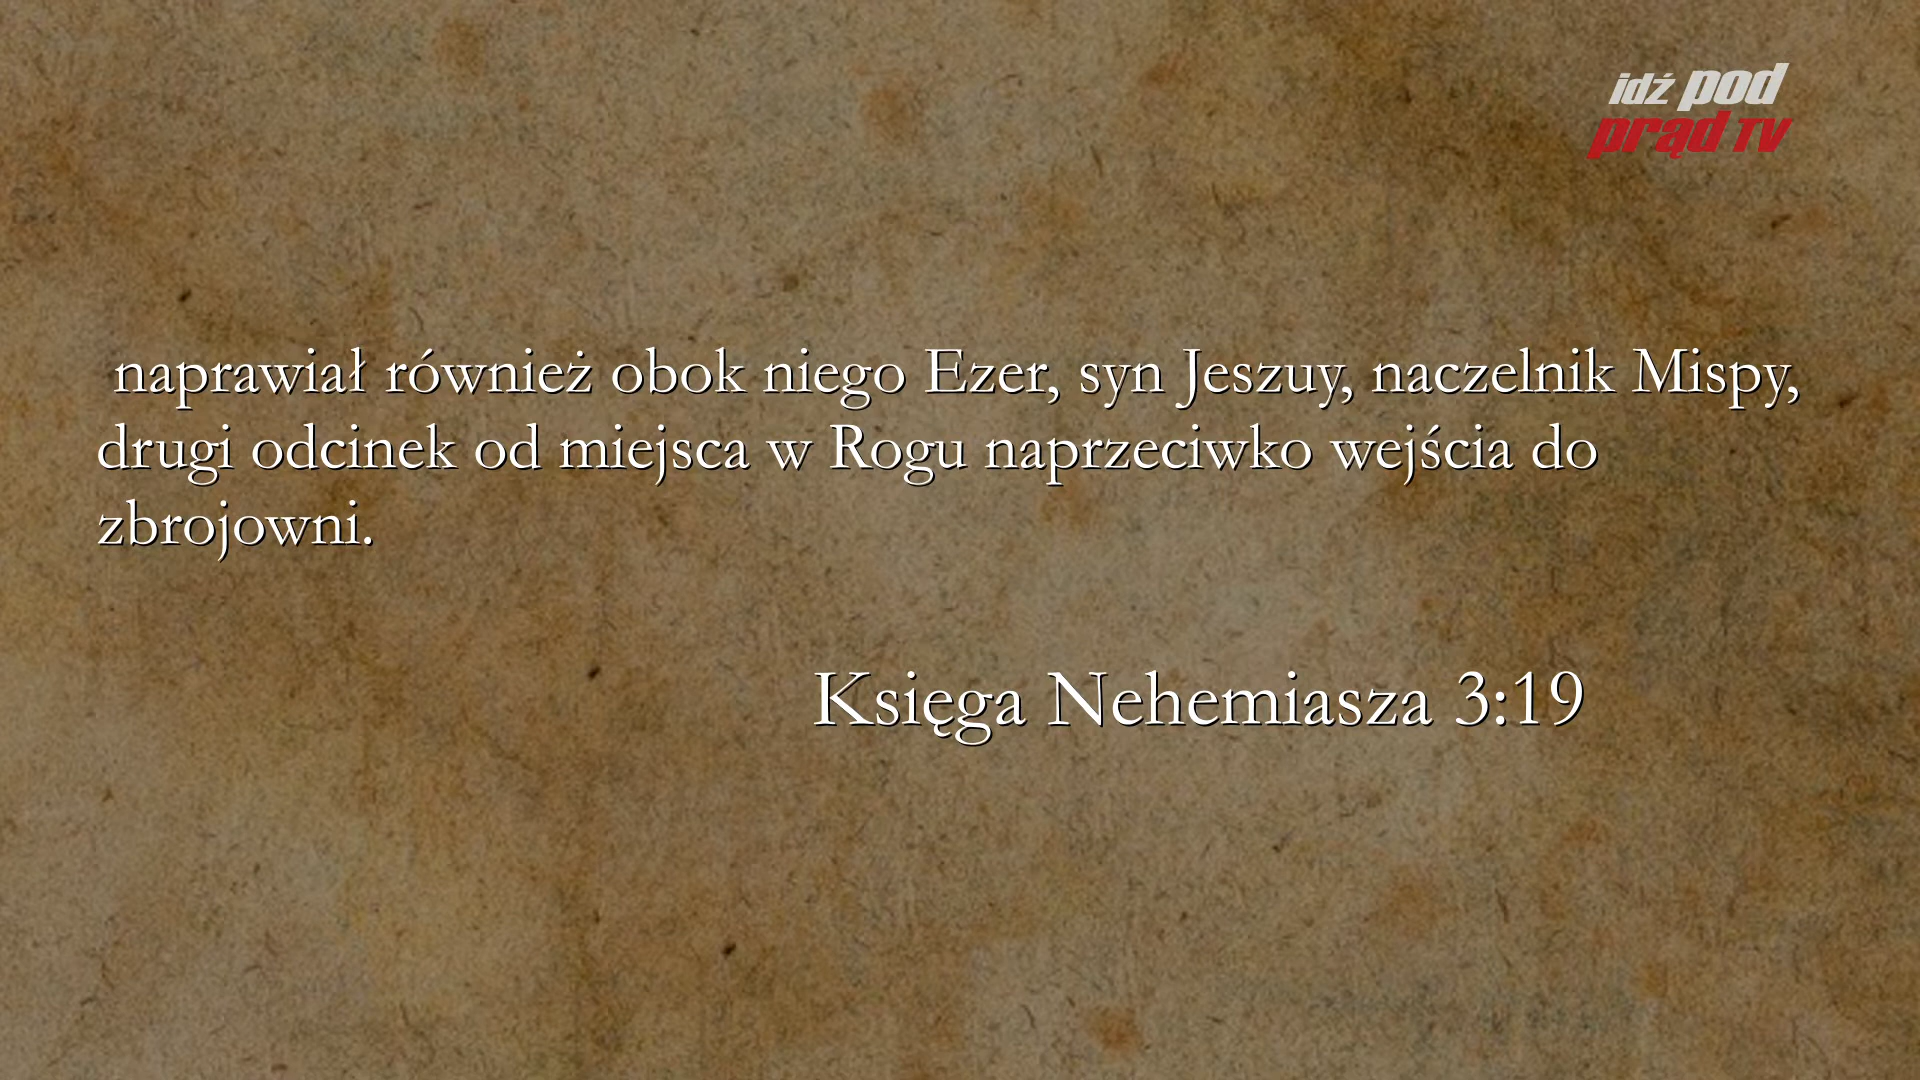 idź pod
prąd TV
naprawiał również obok niego Ezer, syn Jeszuy, naczelnik Mispy,
drugi odcinek od miejsca w Rogu naprzeciwko wejścia do
zbrojowni.
Księga Nehemiasza 3:19